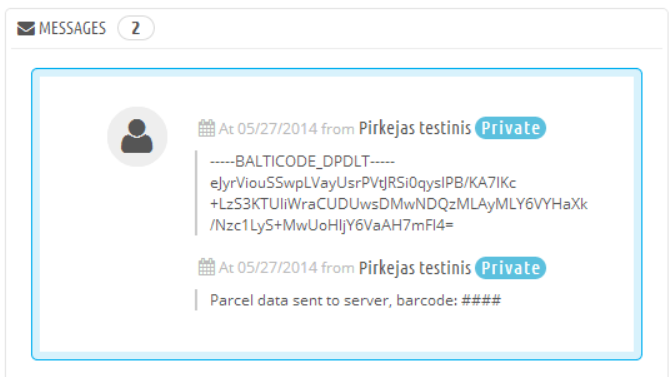 MESSAGES 2
At 05/27/2014 from Pirkejas testinis Private
-----BALTICODE_DPDLT-----
eJyrViouSSwpLVayUsrPVtJRSi0qysIPB/KA7IKc
+LzS3KTUIiWraCUDUwsDMwNDQzMLAyMLY6VYHaXk
/Nzc1LyS+MwUoHIjY6VaAH7mFl4=
At 05/27/2014 from Pirkejas testinis Private
Parcel data sent to server, barcode: ####